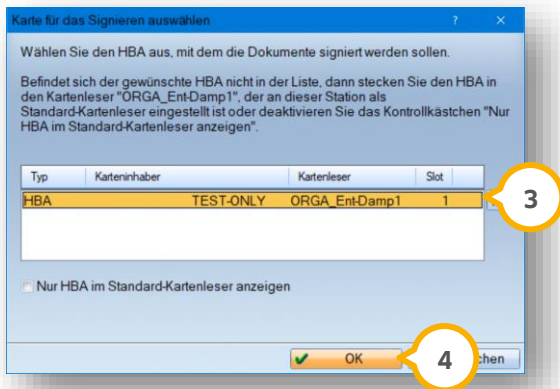 Karte für das Signieren auswählen ? ×
Wählen Sie den HBA aus, mit dem die Dokumente signiert werden sollen.
Befindet sich der gewünschte HBA nicht in der Liste, dann stecken Sie den HBA in
den Kartenleser "ORGA_Ent-Damp1", der an dieser Station als
Standard-Kartenleser eingestellt ist oder deaktivieren Sie das Kontrollkästchen "Nur
HBA im Standard-Kartenleser anzeigen".
Typ Karteninhaber Kartenleser Slot
HBA TEST-ONLY ORGA_Ent-Damp1 1
3
Nur HBA im Standard-Kartenleser anzeigen
OK
4
chen